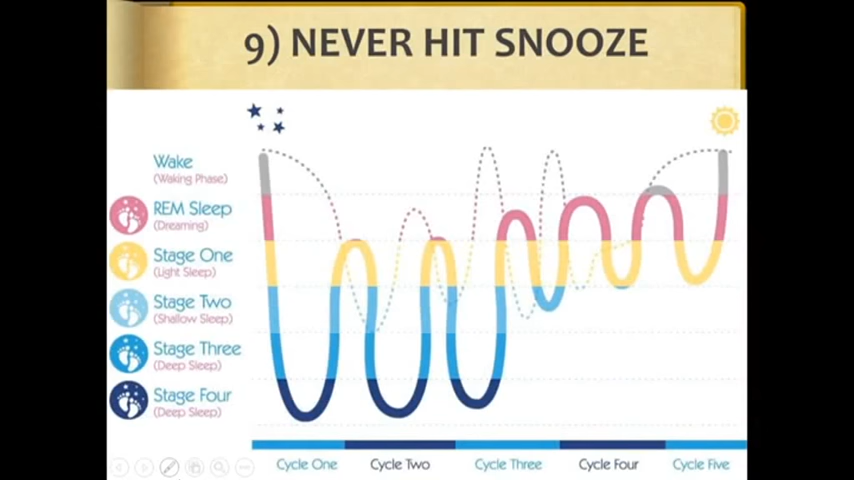 9) NEVER HIT SNOOZE
Wake
(Waking Phase)
REM Sleep
(Dreaming)
Stage One
(Light Sleep)
Stage Two
(Shallow Sleep)
Stage Three
(Deep Sleep)
Stage Four
(Deep Sleep)
Cycle One
Cycle Two
Cycle Three
Cycle Four
Cycle Five